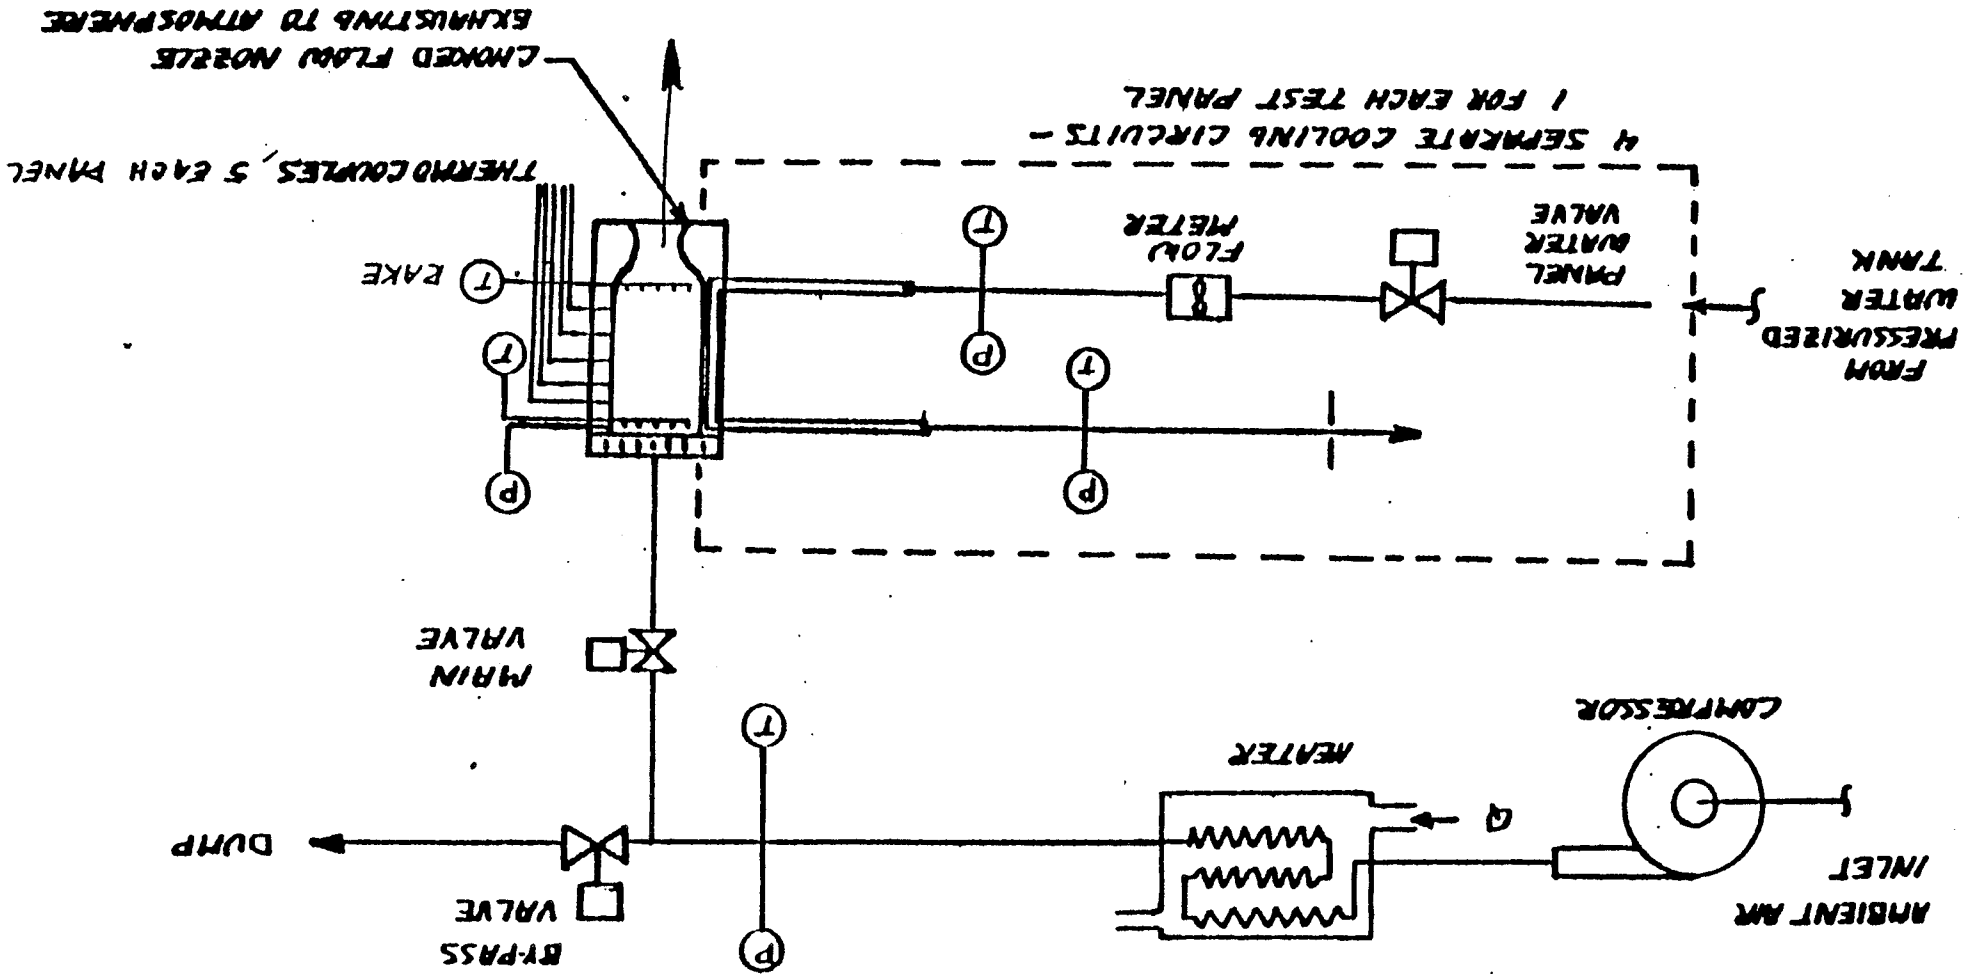 AMBIENT AIR
INLET
COMPRESSOR
Q
HEATER
P
T
BY-PASS
VALVE
DUMP
MAIN
VALVE
FROM
PRESSURIZED
WATER
TANK
PANEL
WATER
VALVE
FLOW
METER
P
T
P
T
P
T
T
RAKE
THERMOCOUPLES, 5 EACH PANEL
4 SEPARATE COOLING CIRCUITS -
1 FOR EACH TEST PANEL
CHOKED FLOW NOZZLE
EXHAUSTING TO ATMOSPHERE